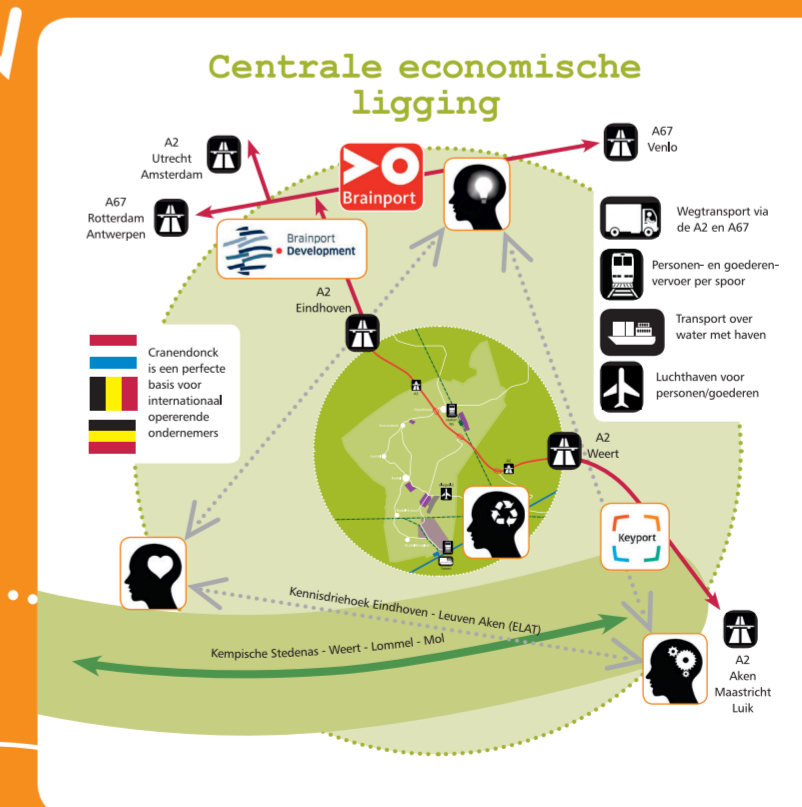 Centrale economische
ligging
A2
Utrecht
Amsterdam
A67
Rotterdam
Antwerpen
Brainport
A67
Venlo
Brainport
Development
A2
Eindhoven
Wegtransport via
de A2 en A67
Personen- en goederen-
vervoer per spoor
Transport over
water met haven
Luchthaven voor
personen/goederen
Cranendonck
is een perfecte
basis voor
internationaal
opererende
ondernemers
A2
Weert
Keyport
Kennisdriehoek Eindhoven - Leuven Aken (ELAT)
Kempische Stedenas - Weert - Lommel - Mol
A2
Aken
Maastricht
Luik